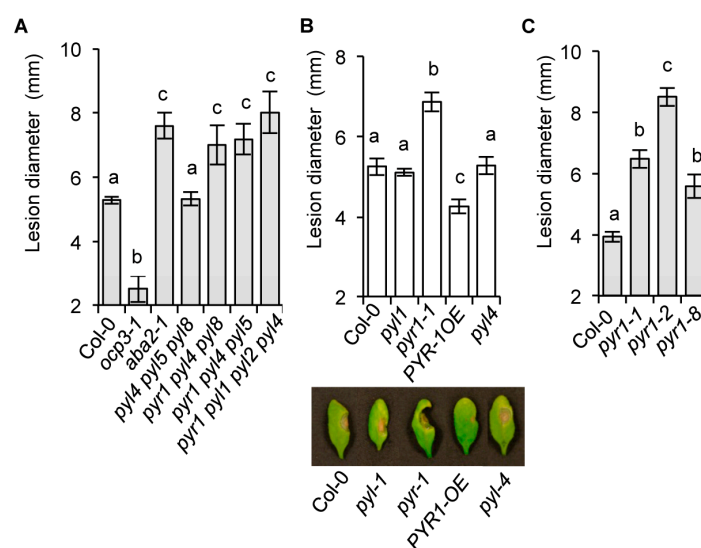 A
Lesion diameter (mm)
10
8
6
4
2
a
b
c
a
c
c
c
Col-0
ocp3-1
aba2-1
pyl4 pyl5 pyl8
pyr1 pyl4 pyl8
pyr1 pyl4 pyl5
pyr1 pyl1 pyl2 pyl4
B
Lesion diameter (mm)
8
6
4
2
a
a
b
c
a
Col-0
pyl1
pyr1-1
PYR-1OE
pyl4
Col-0
pyl-1
pyr-1
PYR1-OE
pyl-4
C
Lesion diameter (mm)
10
8
6
4
2
a
b
c
b
Col-0
pyr1-1
pyr1-2
pyr1-8